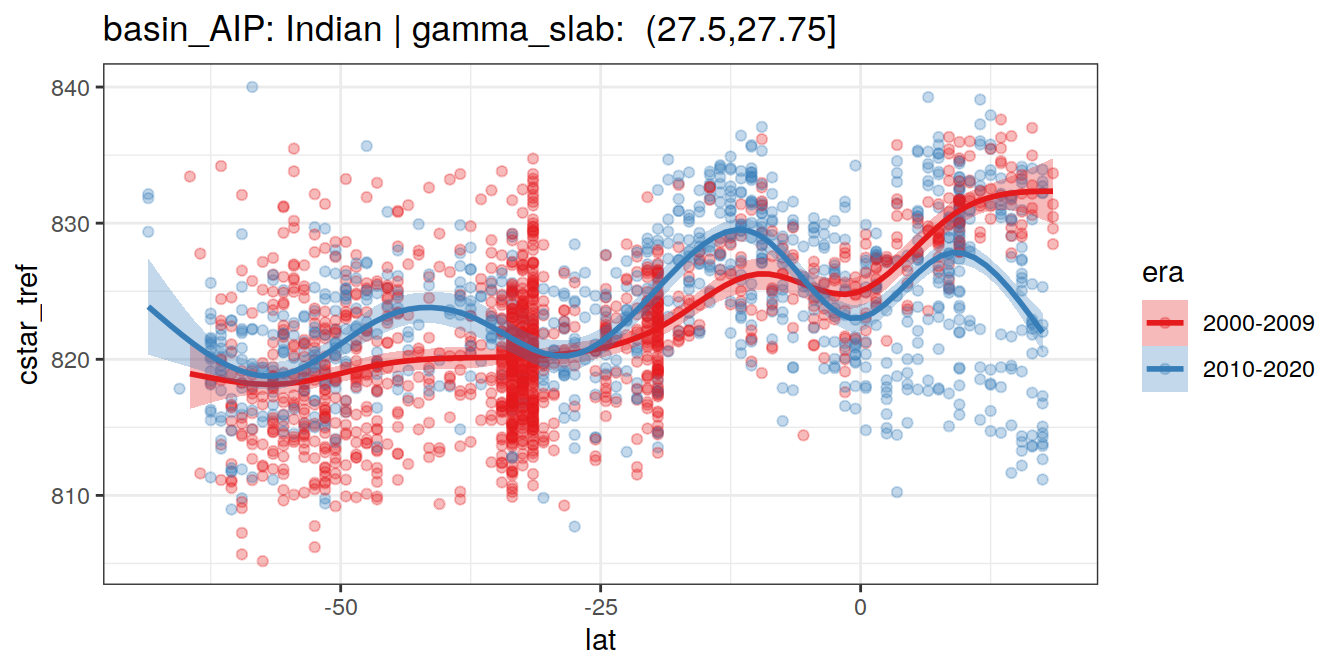 basin_AIP: Indian | gamma_slab:  (27.5,27.75]
840
830
820
810
cstar_tref
-50
-25
0
lat
era
2000-2009
2010-2020